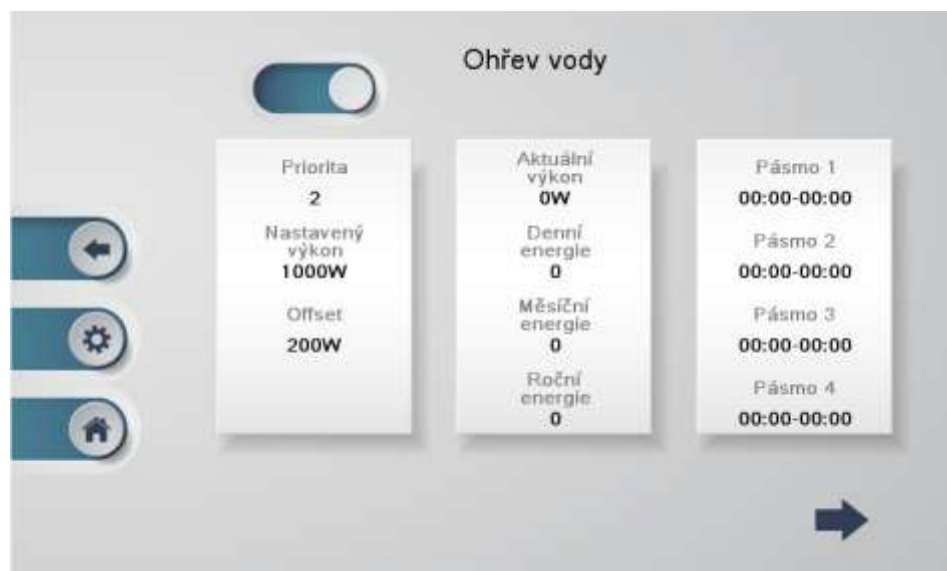 Ohřev vody
Priorita
2
Nastavený
výkon
1000W
Offset
200W
Aktuální
výkon
0W
Denní
energie
0
Měsíční
energie
0
Roční
energie
0
Pásmo 1
00:00-00:00
Pásmo 2
00:00-00:00
Pásmo 3
00:00-00:00
Pásmo 4
00:00-00:00